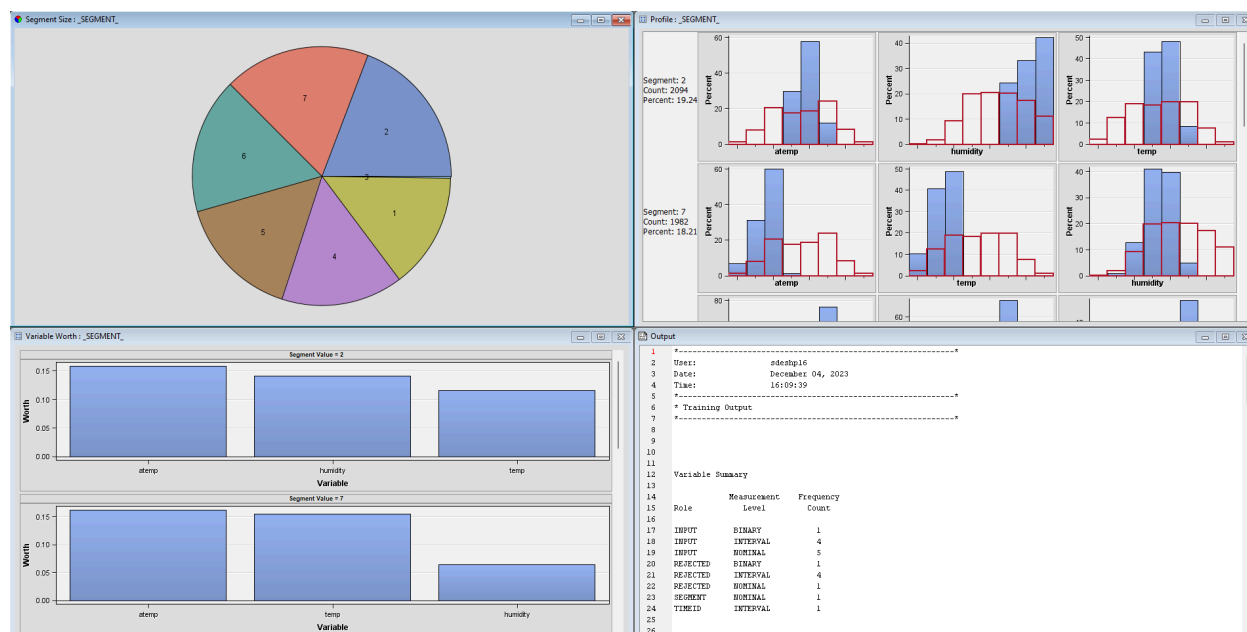 Segment Size : _SEGMENT_
7
2
6
3
1
5
4
Profile : _SEGMENT_
Segment: 2
Count: 2094
Percent: 19.24
Percent
60
40
20
0
atemp
Percent
40
30
20
10
0
humidity
Percent
50
40
30
20
10
0
temp
Segment: 7
Count: 1982
Percent: 18.21
Percent
60
40
20
0
atemp
Percent
50
40
30
20
10
0
temp
Percent
40
30
20
10
0
humidity
80
60
40
Variable Worth : _SEGMENT_
Segment Value = 2
Worth
0.15
0.10
0.05
0.00
atemp humidity temp
Variable
Segment Value = 7
Worth
0.15
0.10
0.05
0.00
atemp temp humidity
Variable
Output
1 *------------------------------------------------------------*
2 User: sdeshpl6
3 Date: December 04, 2023
4 Time: 16:09:39
5 *------------------------------------------------------------*
6 * Training Output
7 *------------------------------------------------------------*
8
9
10
11
12 Variable Summary
13
14 Measurement Frequency
15 Role Level Count
16
17 INPUT BINARY 1
18 INPUT INTERVAL 4
19 INPUT NOMINAL 5
20 REJECTED BINARY 1
21 REJECTED INTERVAL 4
22 REJECTED NOMINAL 1
23 SEGMENT NOMINAL 1
24 TIMEID INTERVAL 1
25
26